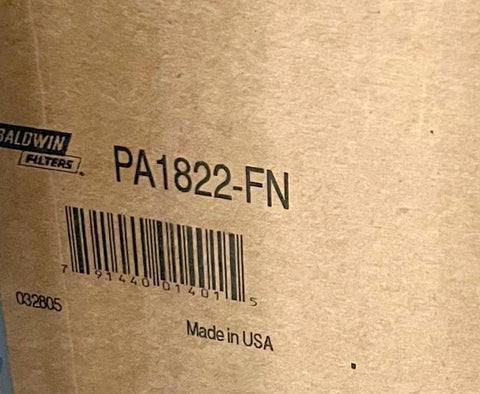 BALDWIN
FILTERS
PA1822-FN
7 91440 01401 5
032805
Made in USA